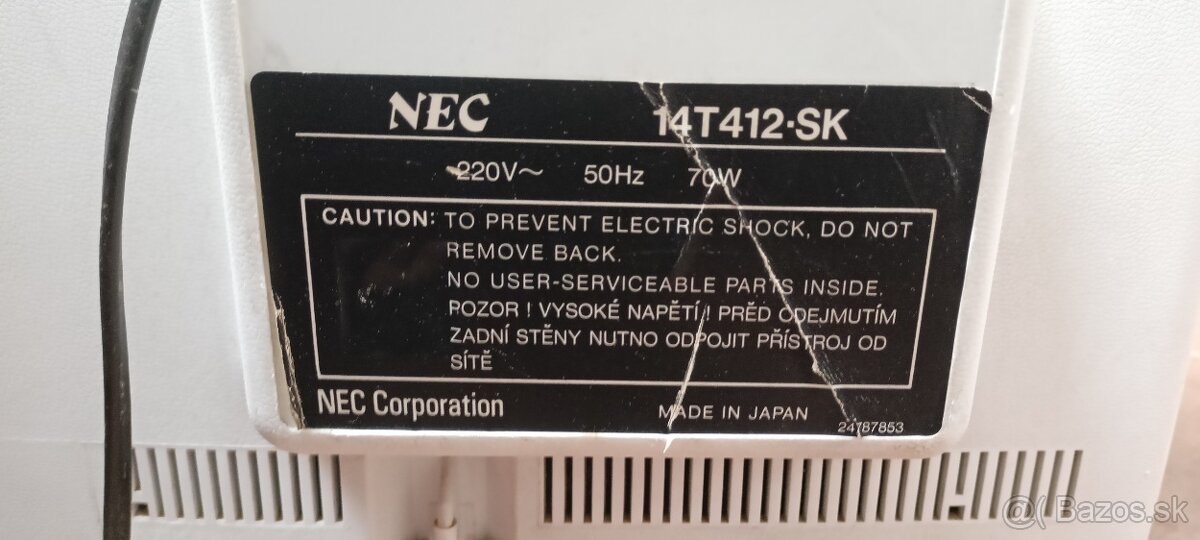 NEC 14T412·SK
220V~ 50Hz 70W
CAUTION: TO PREVENT ELECTRIC SHOCK, DO NOT
REMOVE BACK.
NO USER-SERVICEABLE PARTS INSIDE.
POZOR ! VYSOKÉ NAPĚTÍ ! PRĚD ODEJMUTÍM
ZADNÍ STĚNY NUTNO ODPOJIT PŘÍSTROJ OD
SÍTĚ
NEC Corporation MADE IN JAPAN
24787853
@ Bazos.sk